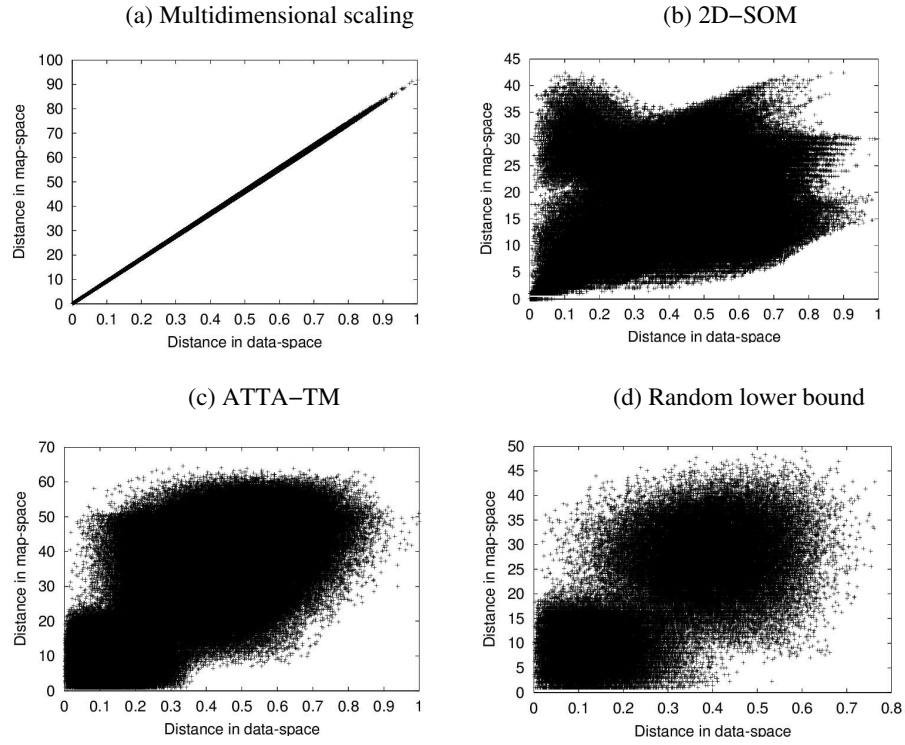 (a) Multidimensional scaling
Distance in map-space
100
90
80
70
60
50
40
30
20
10
0
0 0.1 0.2 0.3 0.4 0.5 0.6 0.7 0.8 0.9 1
Distance in data-space
(b) 2D−SOM
Distance in map-space
45
40
35
30
25
20
15
10
5
0
0 0.1 0.2 0.3 0.4 0.5 0.6 0.7 0.8 0.9 1
Distance in data-space
(c) ATTA−TM
Distance in map-space
70
60
50
40
30
20
10
0
0 0.1 0.2 0.3 0.4 0.5 0.6 0.7 0.8 0.9 1
Distance in data-space
(d) Random lower bound
Distance in map-space
50
45
40
35
30
25
20
15
10
5
0
0 0.1 0.2 0.3 0.4 0.5 0.6 0.7 0.8
Distance in data-space